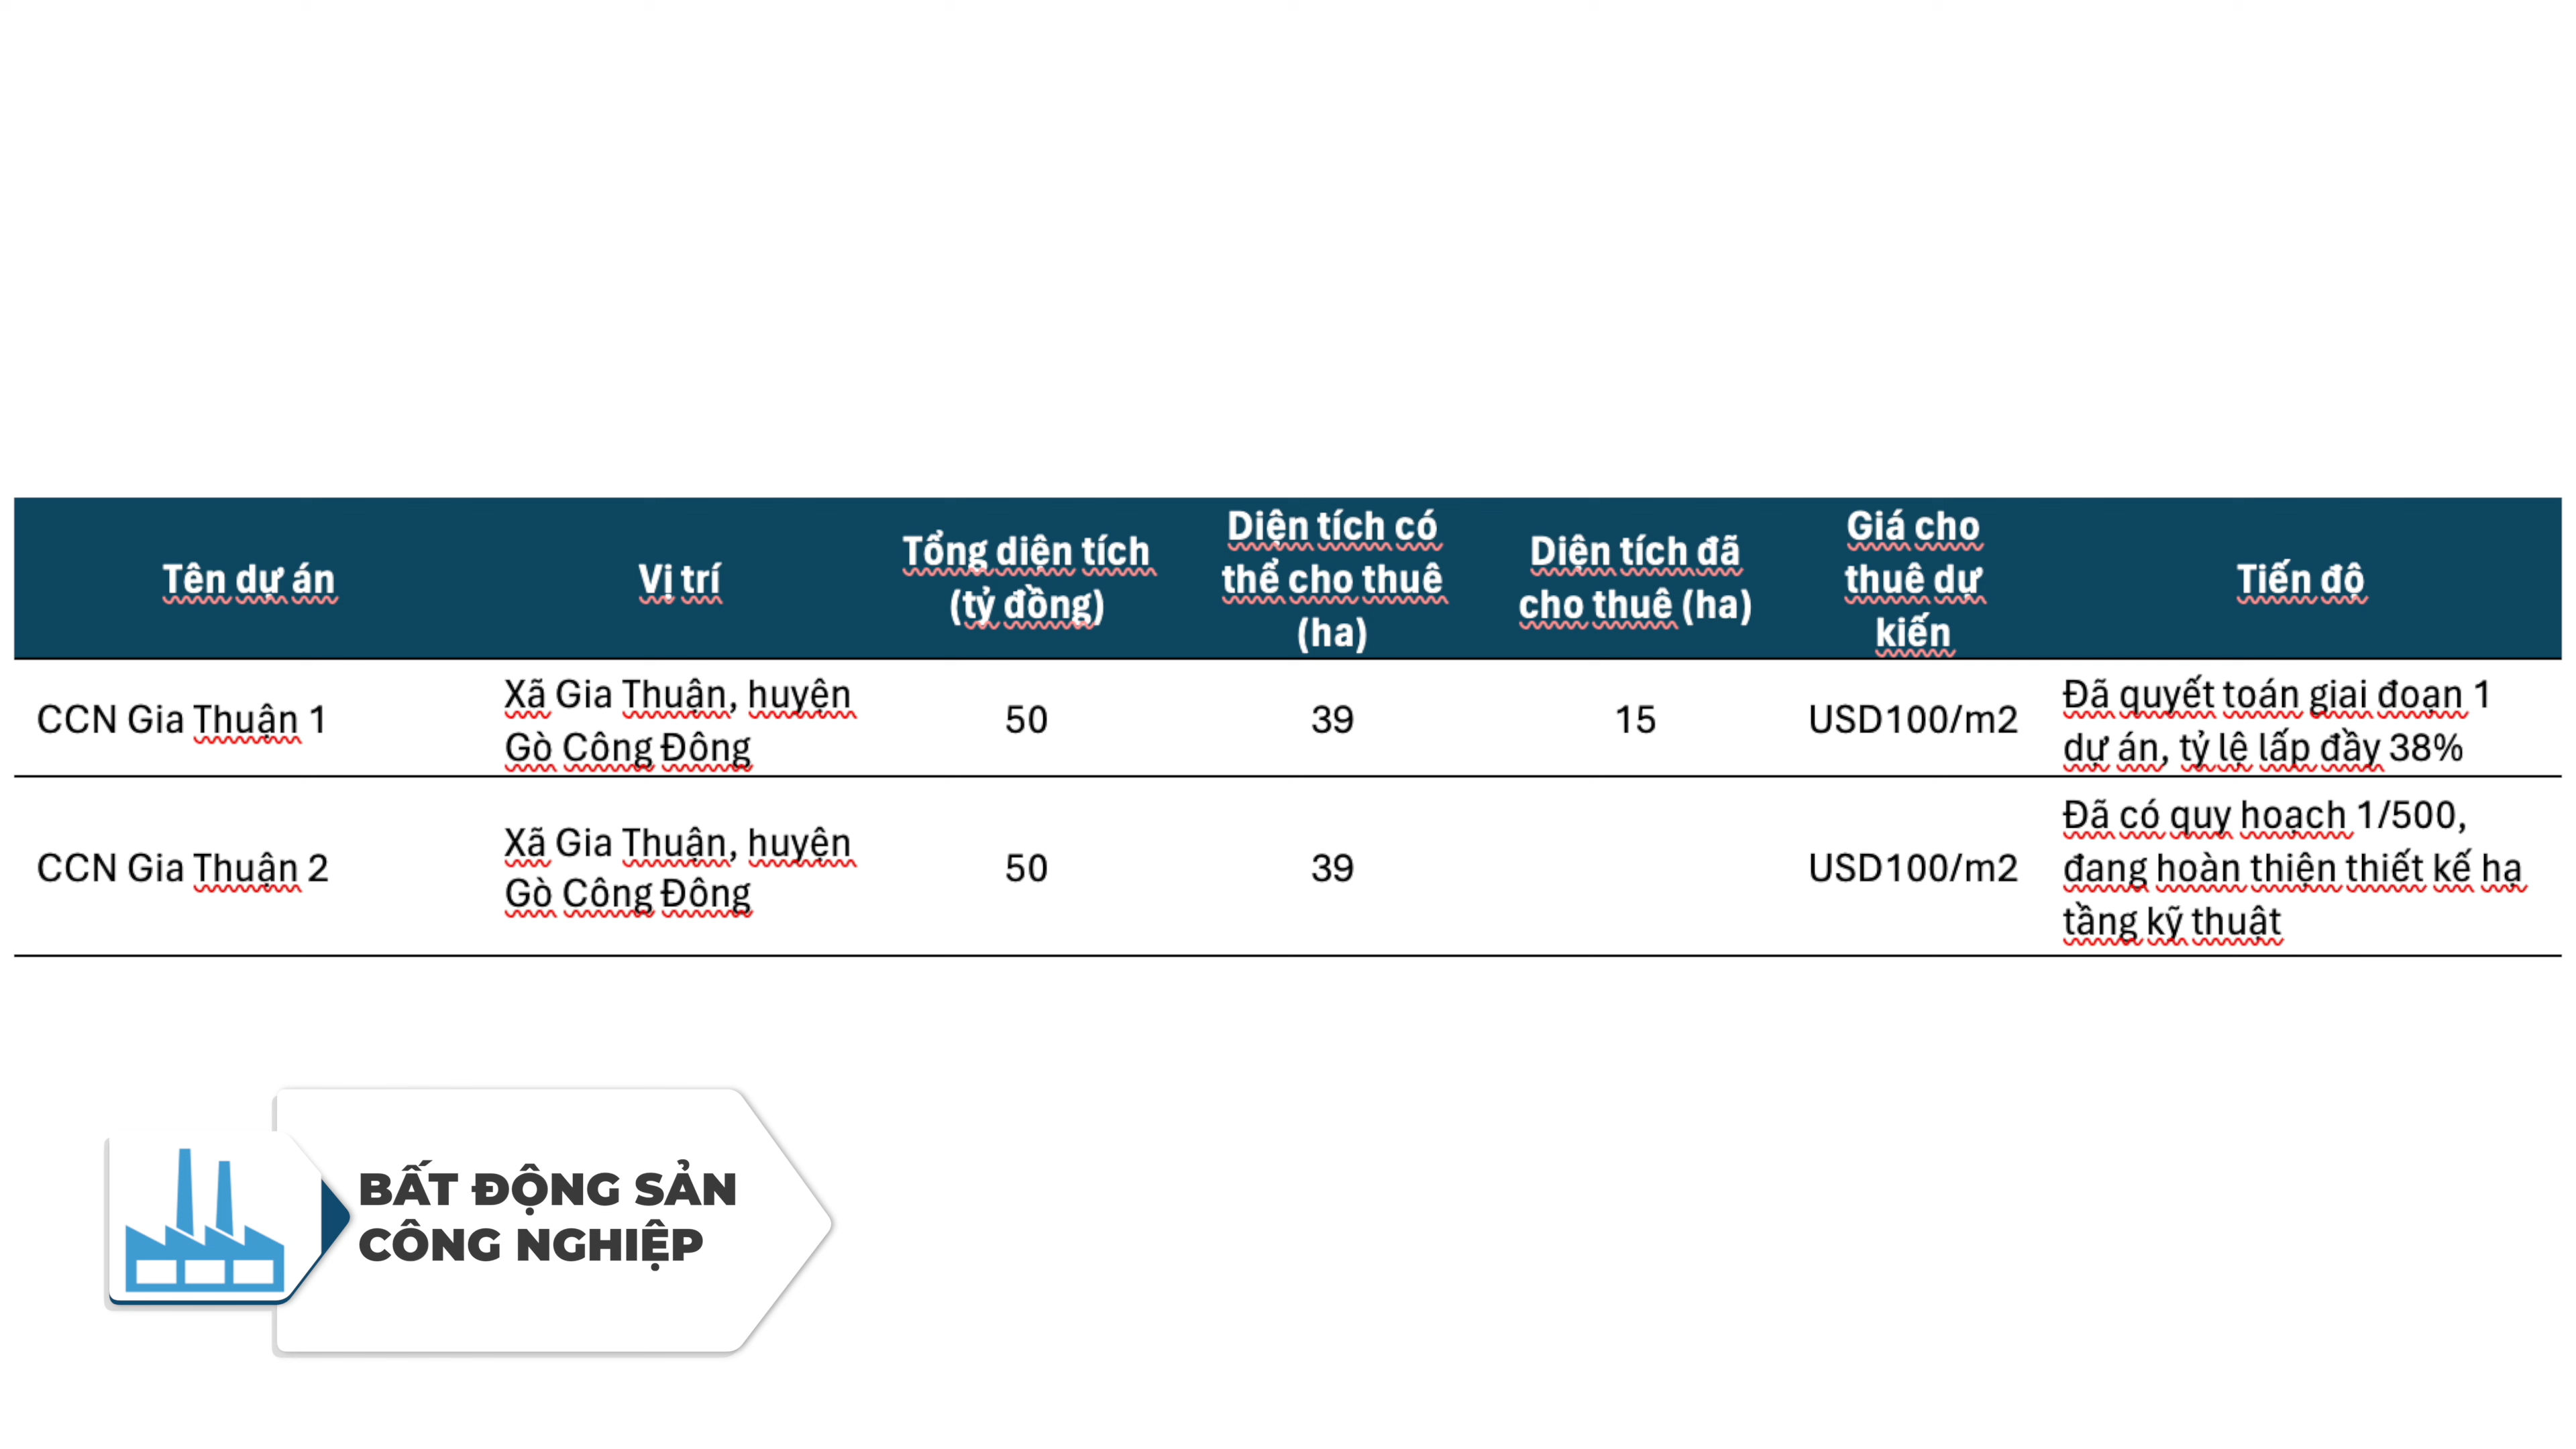 Tên dự án
Vị trí
Tổng diện tích
(tỷ đồng)
Diện tích có
thể cho thuê
(ha)
Diện tích đã
cho thuê (ha)
Giá cho
thuê dự
kiến
Tiến độ
CCN Gia Thuận 1
Xã Gia Thuận, huyện
Gò Công Đông
50
39
15
USD100/m2
Đã quyết toán giai đoạn 1
dự án, tỷ lệ lấp đầy 38%
CCN Gia Thuận 2
Xã Gia Thuận, huyện
Gò Công Đông
50
39
USD100/m2
Đã có quy hoạch 1/500,
đang hoàn thiện thiết kế hạ
tầng kỹ thuật
BẤT ĐỘNG SẢN
CÔNG NGHIỆP